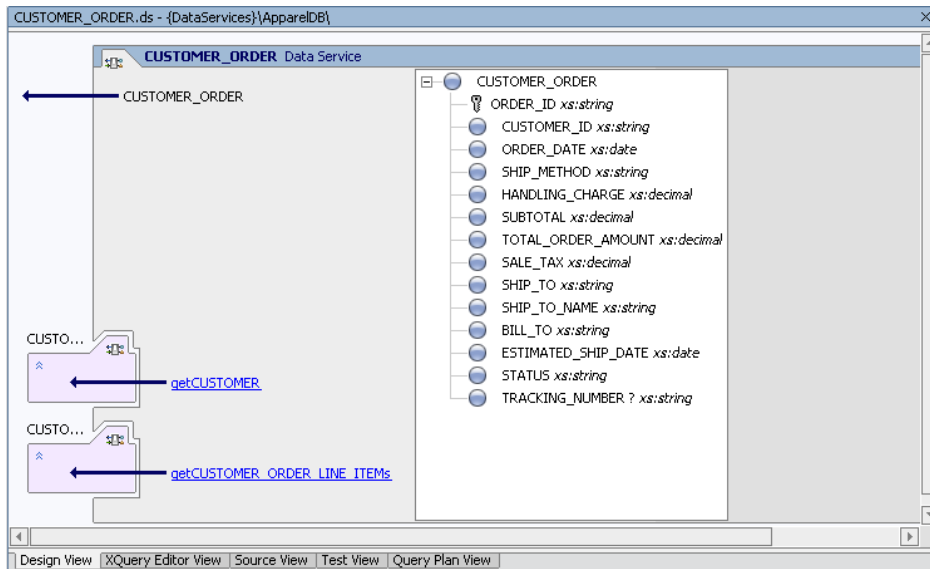 CUSTOMER_ORDER.ds - {DataServices}\ApparelDB\
CUSTOMER_ORDER Data Service
CUSTOMER_ORDER
CUSTOMER_ORDER
ORDER_ID xs:string
CUSTOMER_ID xs:string
ORDER_DATE xs:date
SHIP_METHOD xs:string
HANDLING_CHARGE xs:decimal
SUBTOTAL xs:decimal
TOTAL_ORDER_AMOUNT xs:decimal
SALE_TAX xs:decimal
SHIP_TO xs:string
SHIP_TO_NAME xs:string
BILL_TO xs:string
ESTIMATED_SHIP_DATE xs:date
STATUS xs:string
TRACKING_NUMBER ? xs:string
CUSTO...
getCUSTOMER
CUSTO...
getCUSTOMER_ORDER_LINE_ITEMs
Design View XQuery Editor View Source View Test View Query Plan View